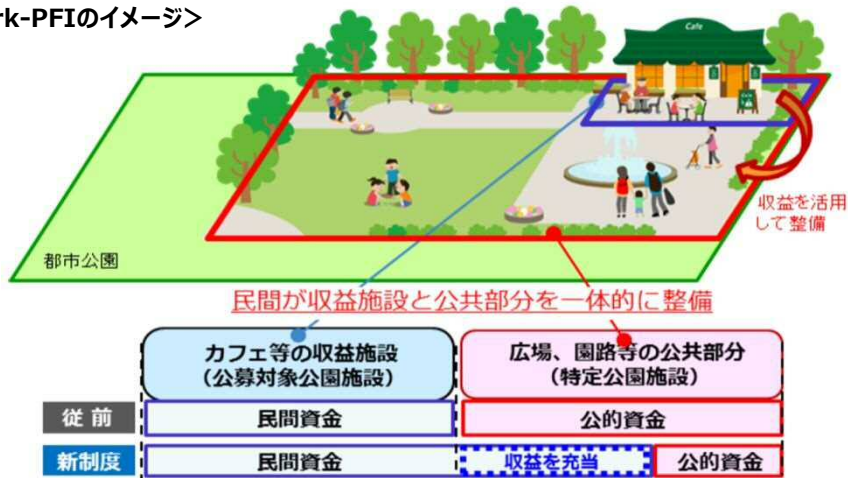 rk-PFIのイメージ＞
Cafe
収益を活用
して整備
都市公園
民間が収益施設と公共部分を一体的に整備
カフェ等の収益施設
（公募対象公園施設）
広場、園路等の公共部分
（特定公園施設）
従前
民間資金
公的資金
新制度
民間資金
収益を充当
公的資金